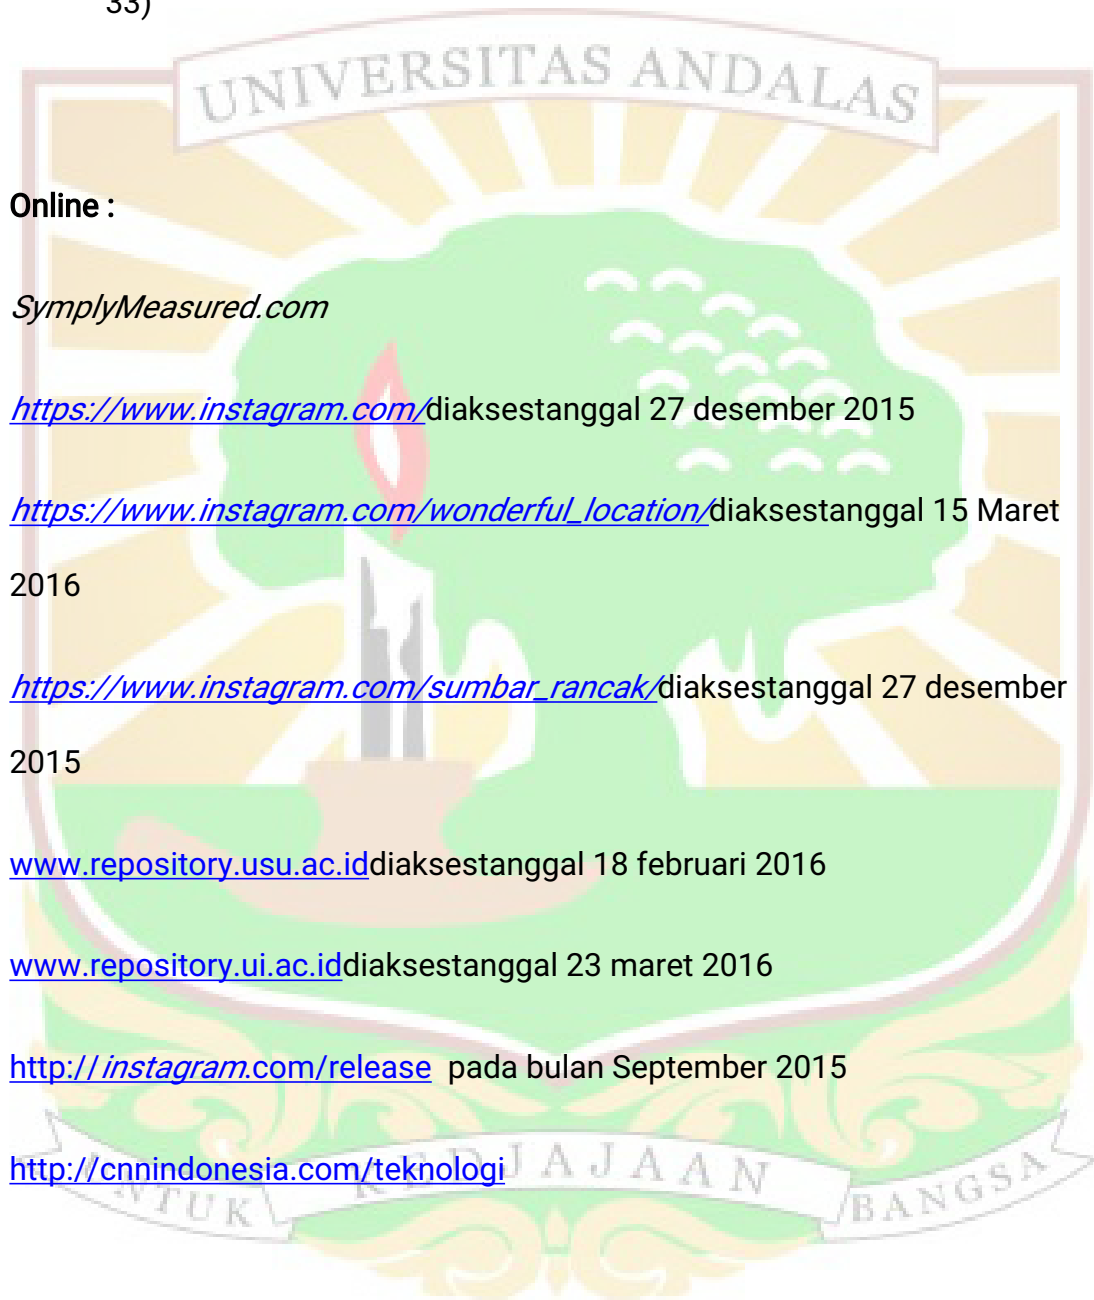 33)
UNIVERSITAS ANDALAS
Online :
SymplyMeasured.com
https://www.instagram.com/diaksestanggal 27 desember 2015
https://www.instagram.com/wonderful_location/diaksestanggal 15 Maret
2016
https://www.instagram.com/sumbar_rancak/diaksestanggal 27 desember
2015
www.repository.usu.ac.iddiaksestanggal 18 februari 2016
www.repository.ui.ac.iddiaksestanggal 23 maret 2016
http://instagram.com/release  pada bulan September 2015
http://cnnindonesia.com/teknologi
UNTUK KEDJAJAAN BANGSA